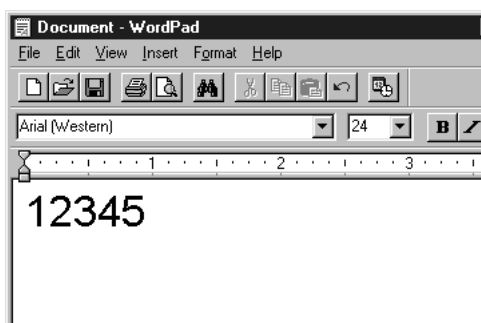 Document - WordPad
File Edit View Insert Format Help
Arial (Western) 24 B I
1 2 3
12345